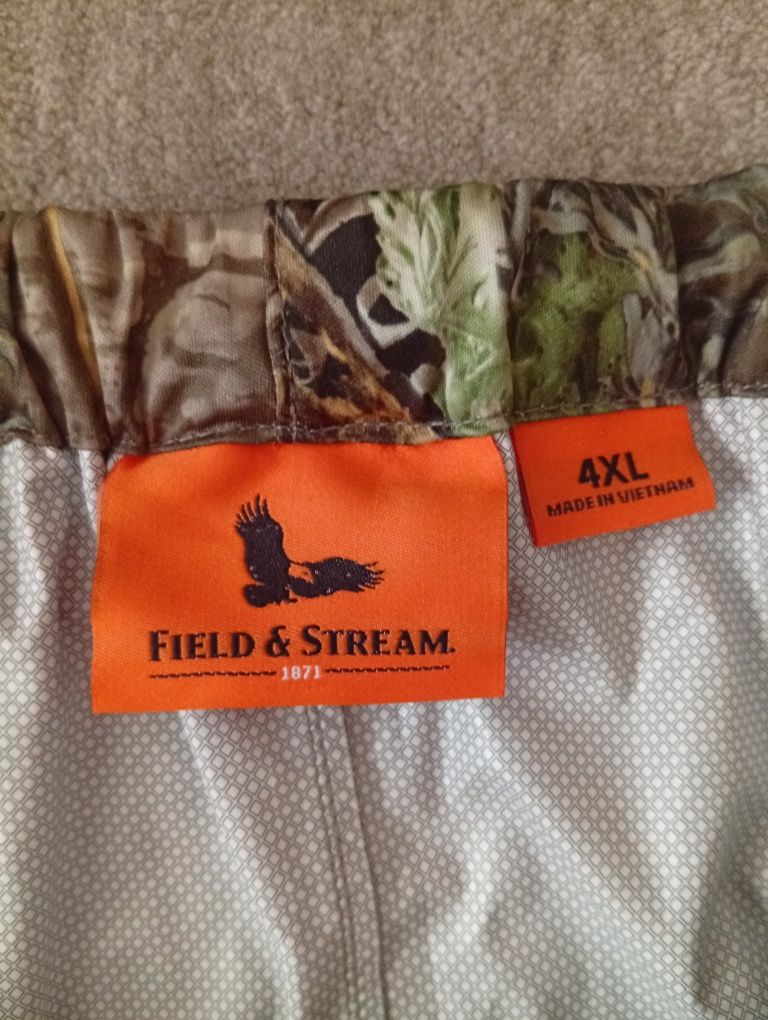 4XL
MADE IN VIETNAM
FIELD & STREAM.
1871